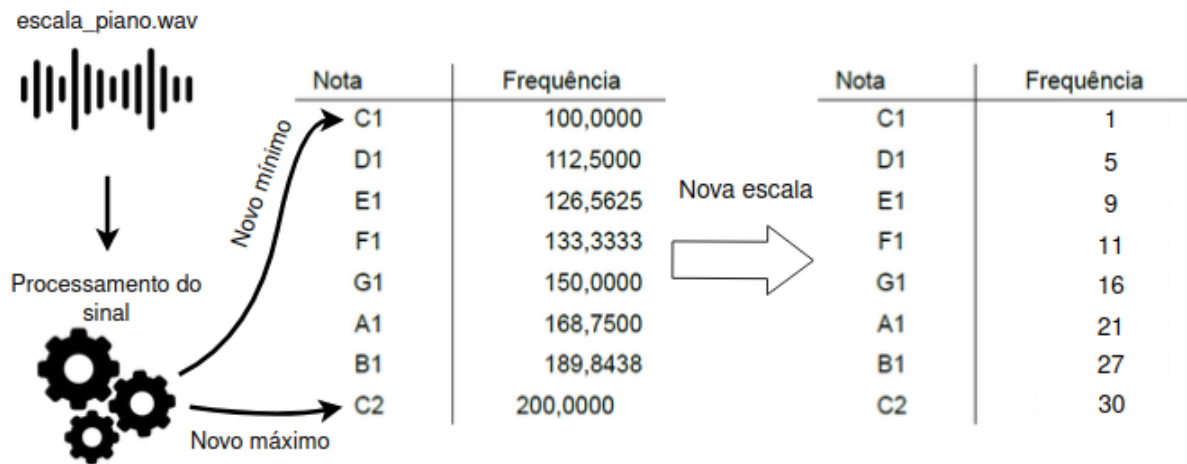 escala_piano.wav
Processamento do
sinal
Novo mínimo
Novo máximo
Nota Frequência
C1 100,0000
D1 112,5000
E1 126,5625
F1 133,3333
G1 150,0000
A1 168,7500
B1 189,8438
C2 200,0000
Nova escala
Nota Frequência
C1 1
D1 5
E1 9
F1 11
G1 16
A1 21
B1 27
C2 30